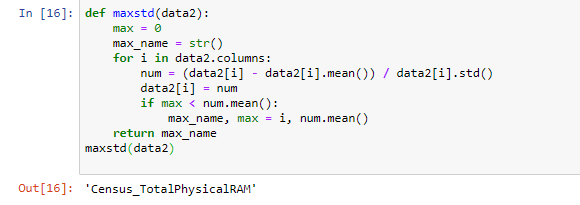 In [16]: def maxstd(data2):
    max = 0
    max_name = str()
    for i in data2.columns:
        num = (data2[i] - data2[i].mean()) / data2[i].std()
        data2[i] = num
        if max < num.mean():
            max_name, max = i, num.mean()
    return max_name
maxstd(data2)
Out[16]: 'Census_TotalPhysicalRAM'